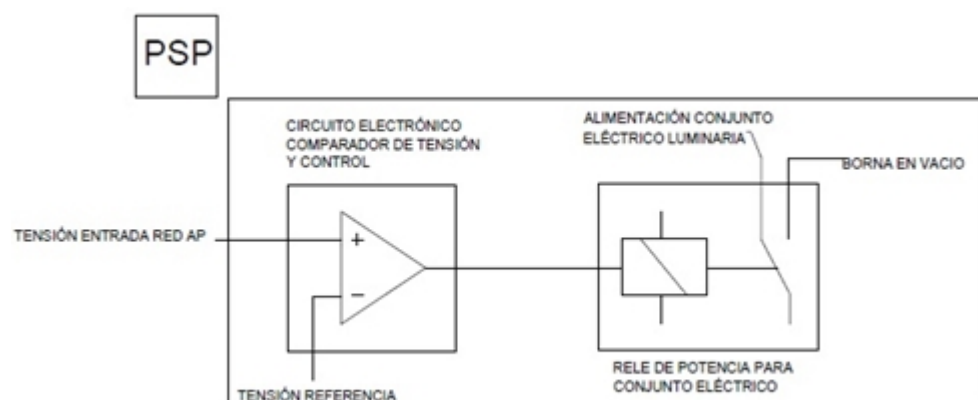 PSP
CIRCUITO ELECTRÓNICO
COMPARADOR DE TENSIÓN
Y CONTROL
ALIMENTACIÓN CONJUNTO
ELÉCTRICO LUMINARIA
BORNA EN VACIO
TENSIÓN ENTRADA RED AP
+
−
TENSIÓN REFERENCIA
RELE DE POTENCIA PARA
CONJUNTO ELÉCTRICO